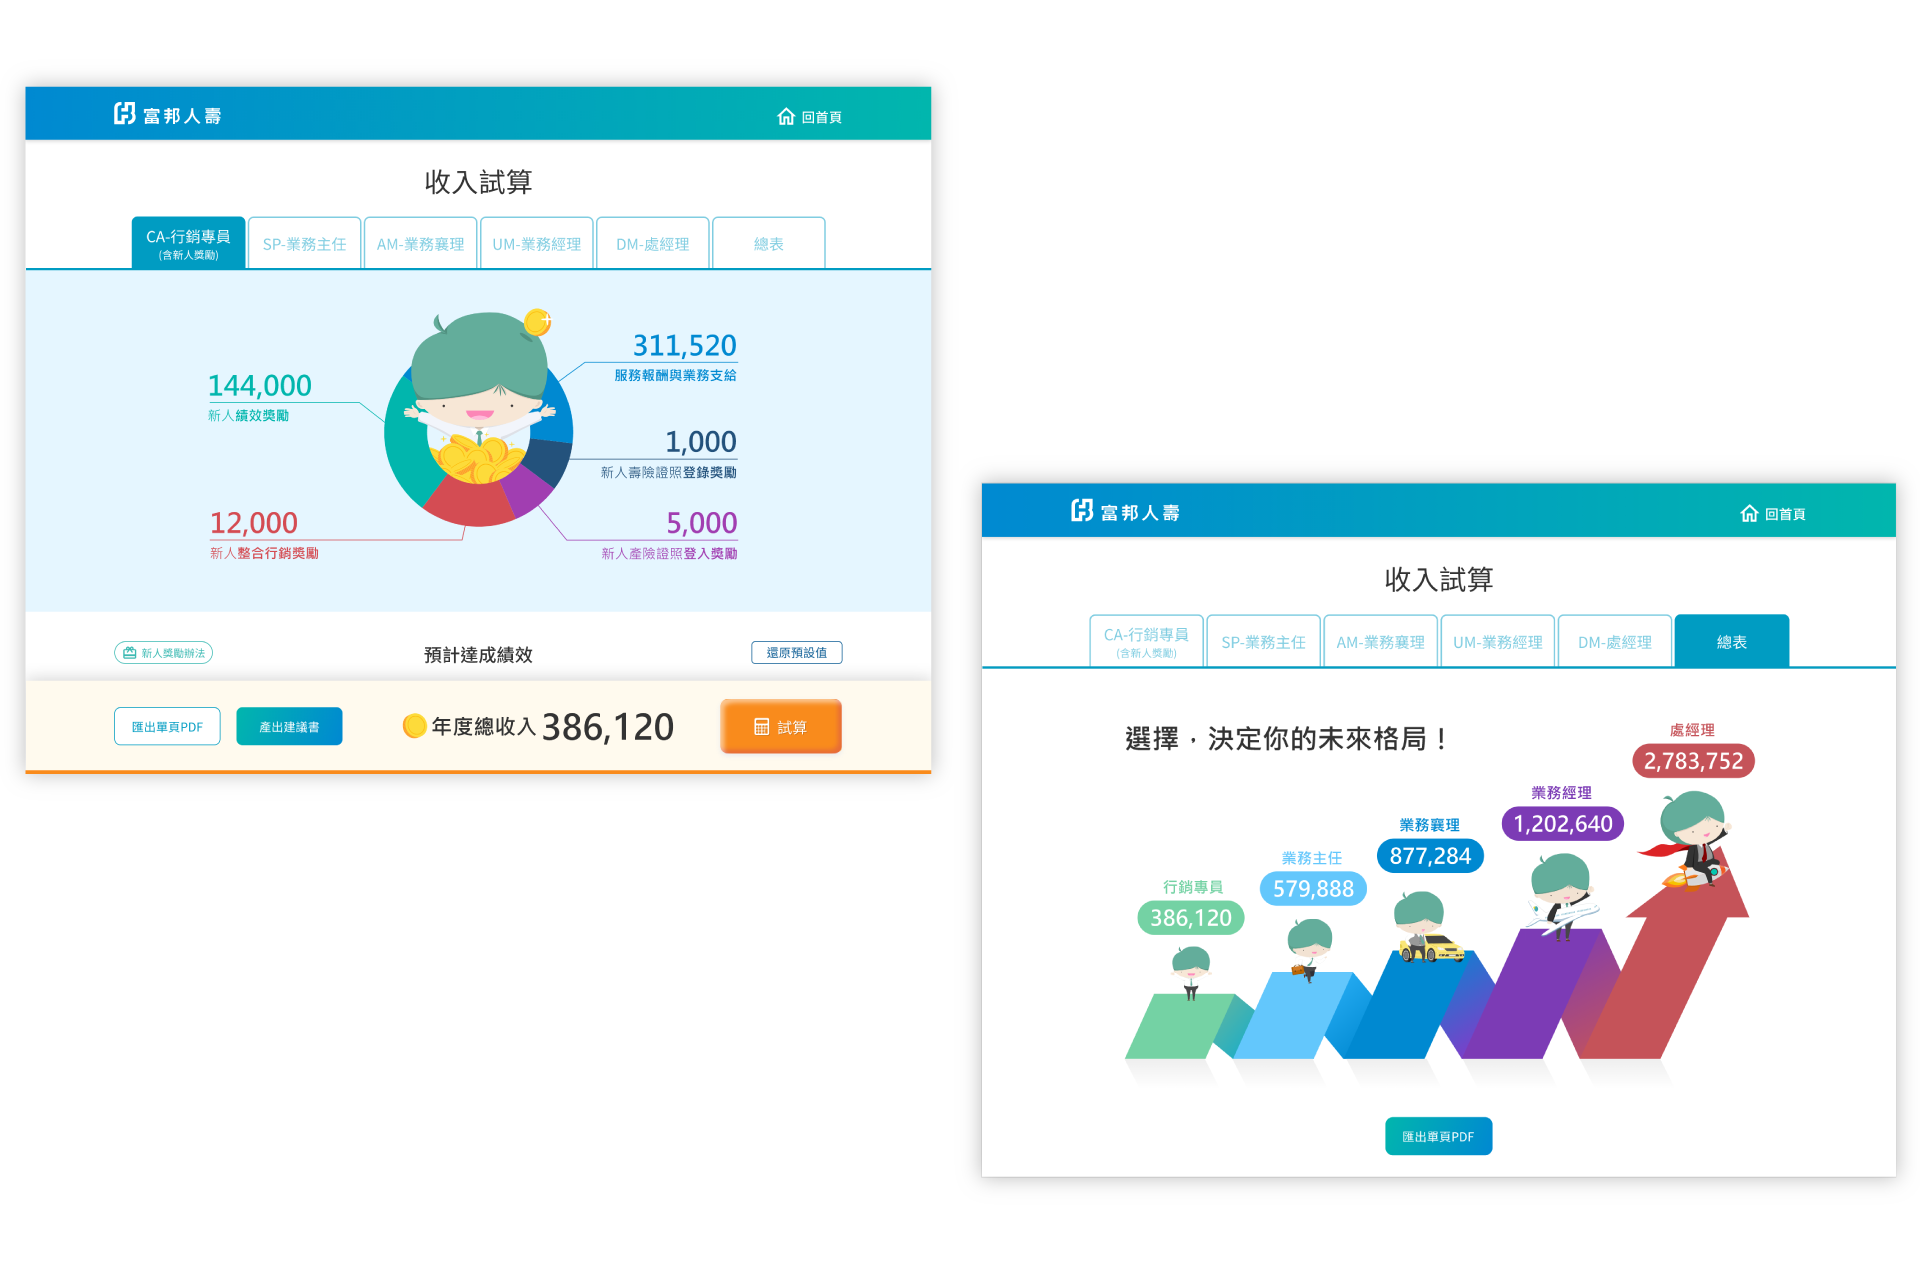 富邦人壽
回首頁
收入試算
CA-行銷專員
(含新人獎勵)
SP-業務主任
AM-業務襄理
UM-業務經理
DM-處經理
總表
144,000
新人績效獎勵
12,000
新人整合行銷獎勵
311,520
服務報酬與業務支給
1,000
新人壽險證照登錄獎勵
5,000
新人產險證照登入獎勵
新人獎勵辦法
預計達成績效
還原預設值
匯出單頁PDF
產出建議書
年度總收入 386,120
試算
富邦人壽
回首頁
收入試算
CA-行銷專員
(含新人獎勵)
SP-業務主任
AM-業務襄理
UM-業務經理
DM-處經理
總表
選擇，決定你的未來格局！
行銷專員
386,120
業務主任
579,888
業務襄理
877,284
業務經理
1,202,640
處經理
2,783,752
匯出單頁PDF